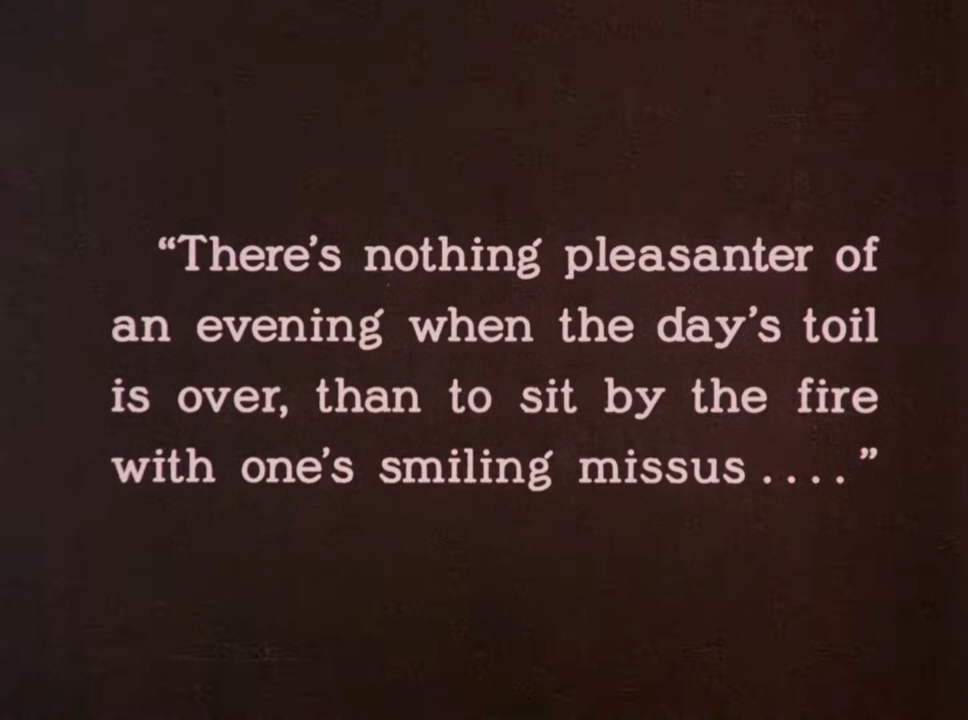 “There’s nothing pleasanter of
an evening when the day’s toil
is over, than to sit by the fire
with one’s smiling missus . . . . ”